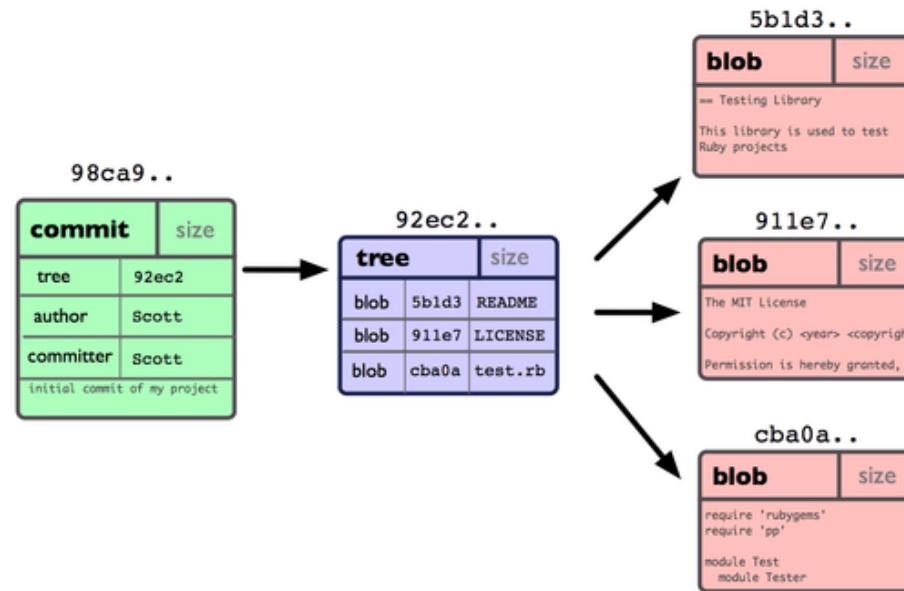 98ca9..
commit size
tree 92ec2
author Scott
committer Scott
initial commit of my project
92ec2..
tree size
blob 5b1d3 README
blob 911e7 LICENSE
blob cba0a test.rb
5b1d3..
blob size
== Testing Library
This library is used to test
Ruby projects
911e7..
blob size
The MIT License
Copyright (c) <year> <copyrigh
Permission is hereby granted,
cba0a..
blob size
require 'rubygems'
require 'pp'
module Test
module Tester